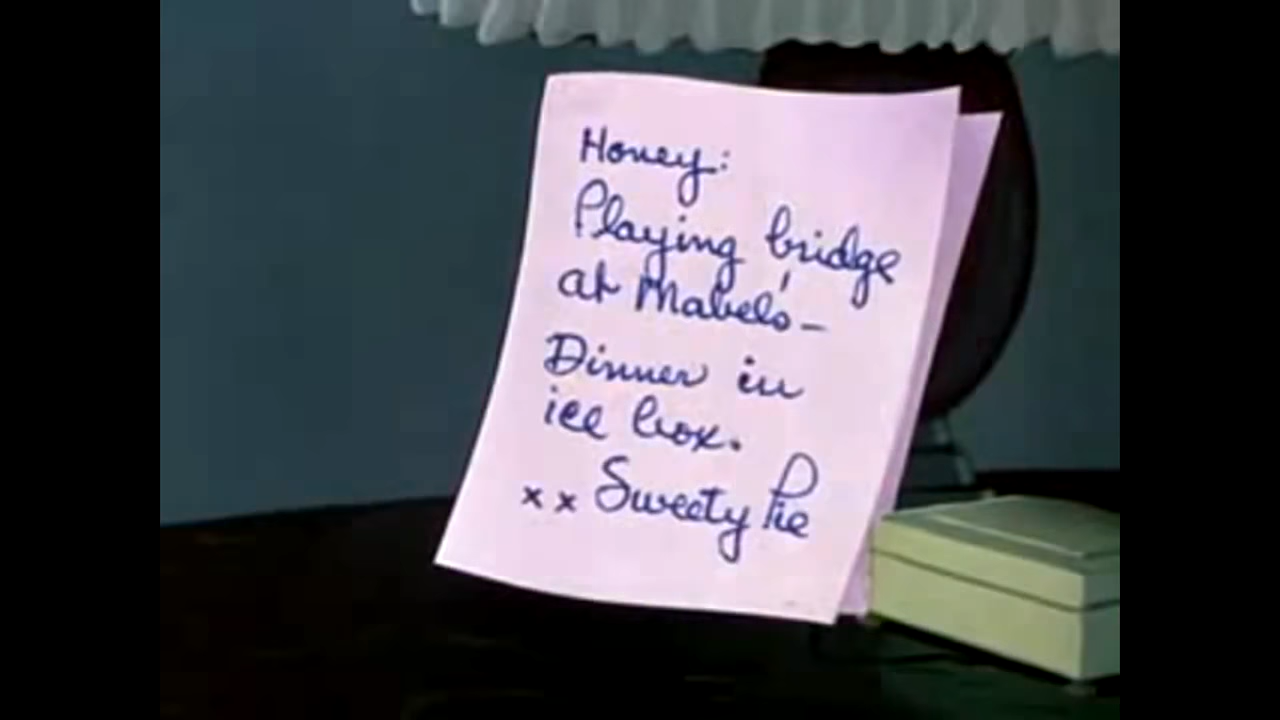 Honey:
Playing bridge
at Mabel's –
Dinner in
ice box.
x x Sweety Pie